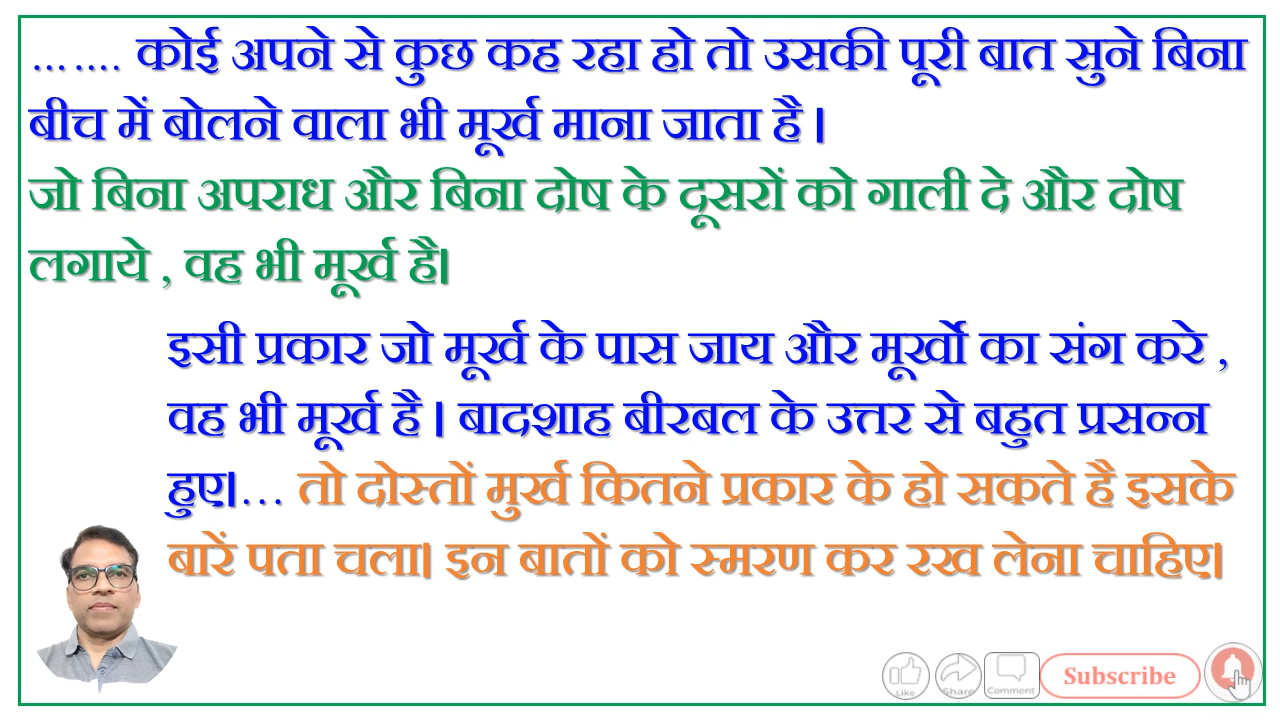 ....... कोई अपने से कुछ कह रहा हो तो उसकी पूरी बात सुने बिना
बीच में बोलने वाला भी मूर्ख माना जाता है।
जो बिना अपराध और बिना दोष के दूसरों को गाली दे और दोष
लगाये , वह भी मूर्ख है।
इसी प्रकार जो मूर्ख के पास जाय और मूर्खो का संग करे ,
वह भी मूर्ख है। बादशाह बीरबल के उत्तर से बहुत प्रसन्न
हुए।... तो दोस्तों मुर्ख कितने प्रकार के हो सकते है इसके
बारें पता चला। इन बातों को स्मरण कर रख लेना चाहिए।
Like Share Comment Subscribe